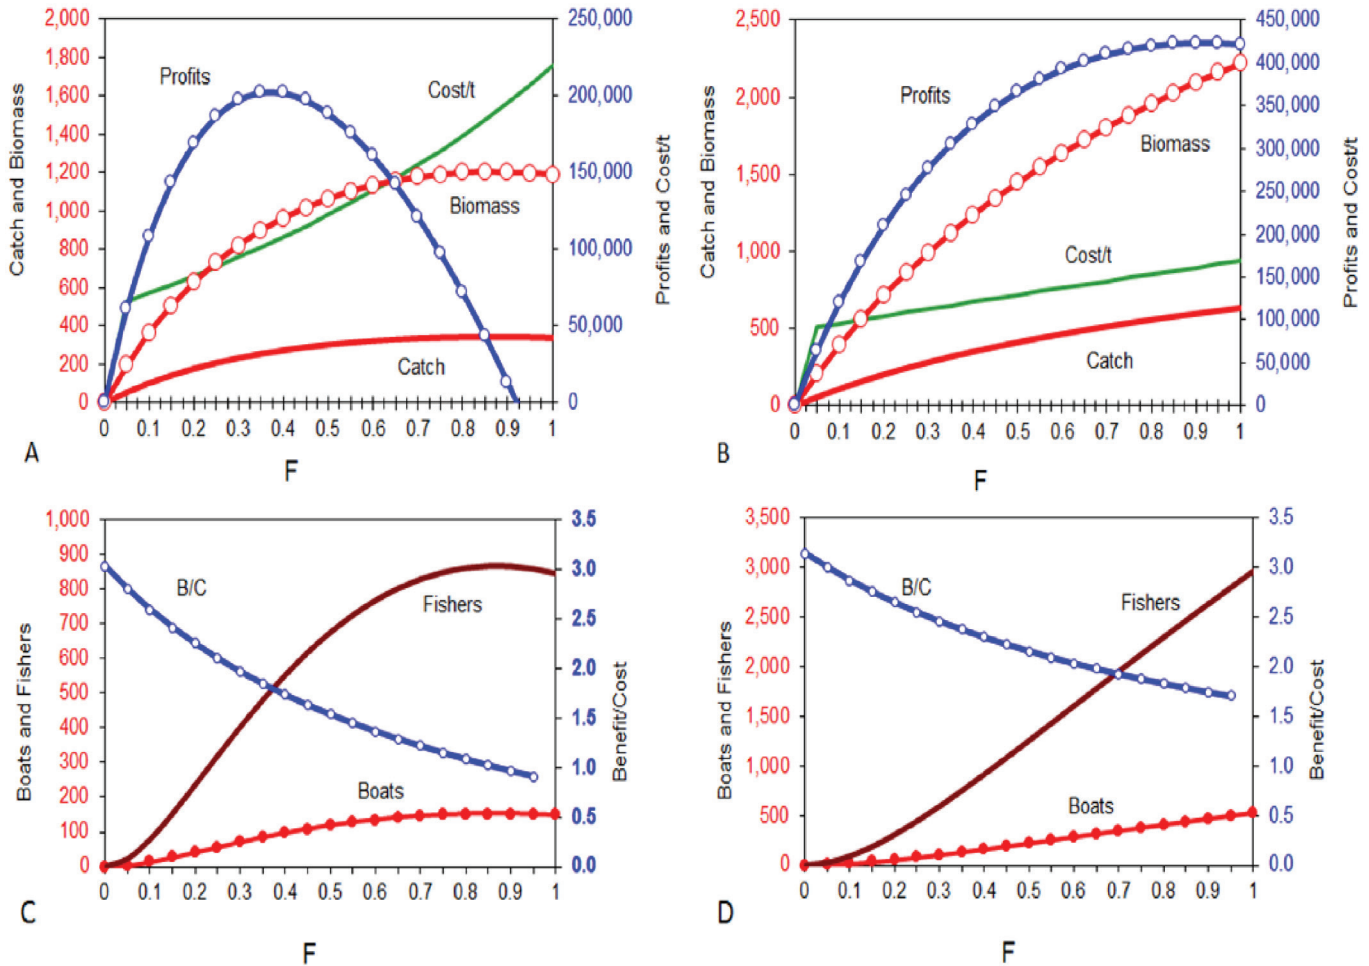 2,000
1,800
1,600
1,400
1,200
1,000
800
600
400
200
0
Catch and Biomass
250,000
200,000
150,000
100,000
50,000
0
Profits and Cost/t
Profits
Cost/t
Biomass
Catch
0 0.1 0.2 0.3 0.4 0.5 0.6 0.7 0.8 0.9 1
A
F
2,500
2,000
1,500
1,000
500
0
Catch and Biomass
450,000
400,000
350,000
300,000
250,000
200,000
150,000
100,000
50,000
0
Profits and Cost/t
Profits
Biomass
Cost/t
Catch
0 0.1 0.2 0.3 0.4 0.5 0.6 0.7 0.8 0.9 1
B
F
1,000
900
800
700
600
500
400
300
200
100
0
Boats and Fishers
3.5
3.0
2.5
2.0
1.5
1.0
0.5
0.0
Benefit/Cost
B/C
Fishers
Boats
0 0.1 0.2 0.3 0.4 0.5 0.6 0.7 0.8 0.9 1
C
F
3,500
3,000
2,500
2,000
1,500
1,000
500
0
Boats and Fishers
3.5
3.0
2.5
2.0
1.5
1.0
0.5
0.0
Benefit/Cost
B/C
Fishers
Boats
0 0.1 0.2 0.3 0.4 0.5 0.6 0.7 0.8 0.9 1
D
F